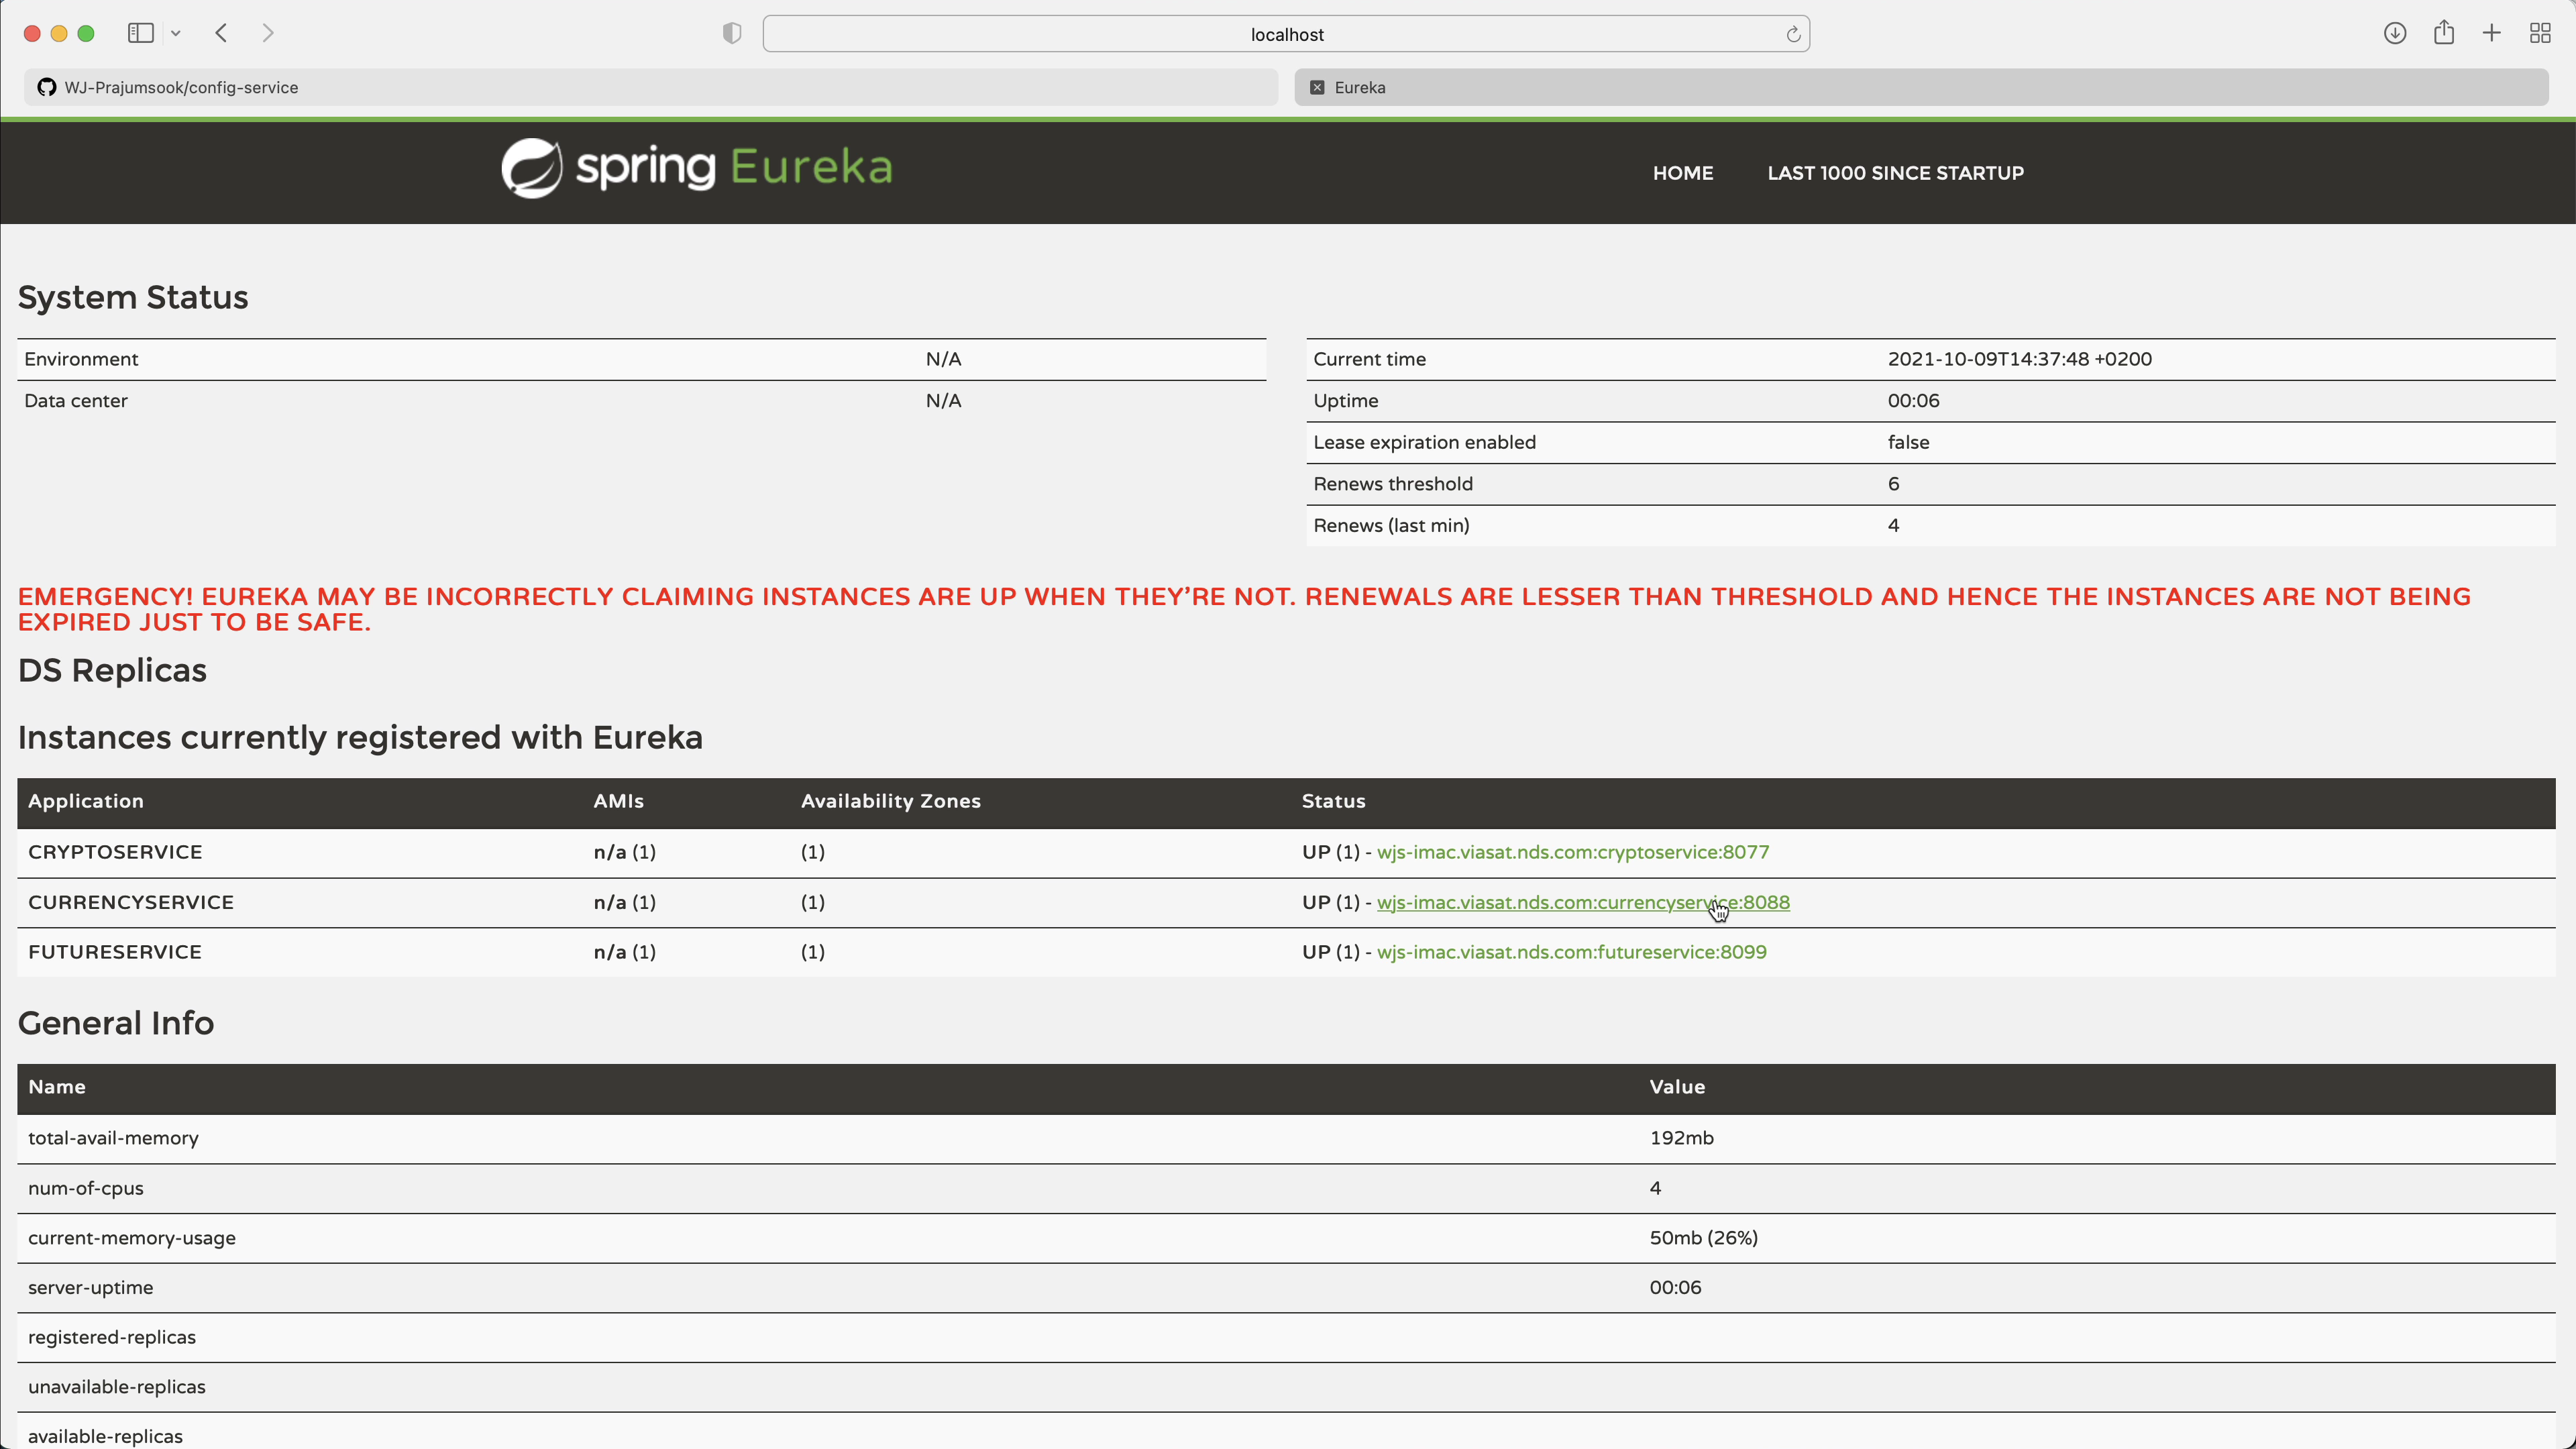 localhost
WJ-Prajumsook/config-service
Eureka
spring Eureka
HOME LAST 1000 SINCE STARTUP
System Status
Environment N/A
Data center N/A
Current time 2021-10-09T14:37:48 +0200
Uptime 00:06
Lease expiration enabled false
Renews threshold 6
Renews (last min) 4
EMERGENCY! EUREKA MAY BE INCORRECTLY CLAIMING INSTANCES ARE UP WHEN THEY'RE NOT. RENEWALS ARE LESSER THAN THRESHOLD AND HENCE THE INSTANCES ARE NOT BEING
EXPIRED JUST TO BE SAFE.
DS Replicas
Instances currently registered with Eureka
Application AMIs Availability Zones Status
CRYPTOSERVICE n/a (1) (1) UP (1) - wjs-imac.viasat.nds.com:cryptoservice:8077
CURRENCYSERVICE n/a (1) (1) UP (1) - wjs-imac.viasat.nds.com:currencyservice:8088
FUTURESERVICE n/a (1) (1) UP (1) - wjs-imac.viasat.nds.com:futureservice:8099
General Info
Name Value
total-avail-memory 192mb
num-of-cpus 4
current-memory-usage 50mb (26%)
server-uptime 00:06
registered-replicas
unavailable-replicas
available-replicas